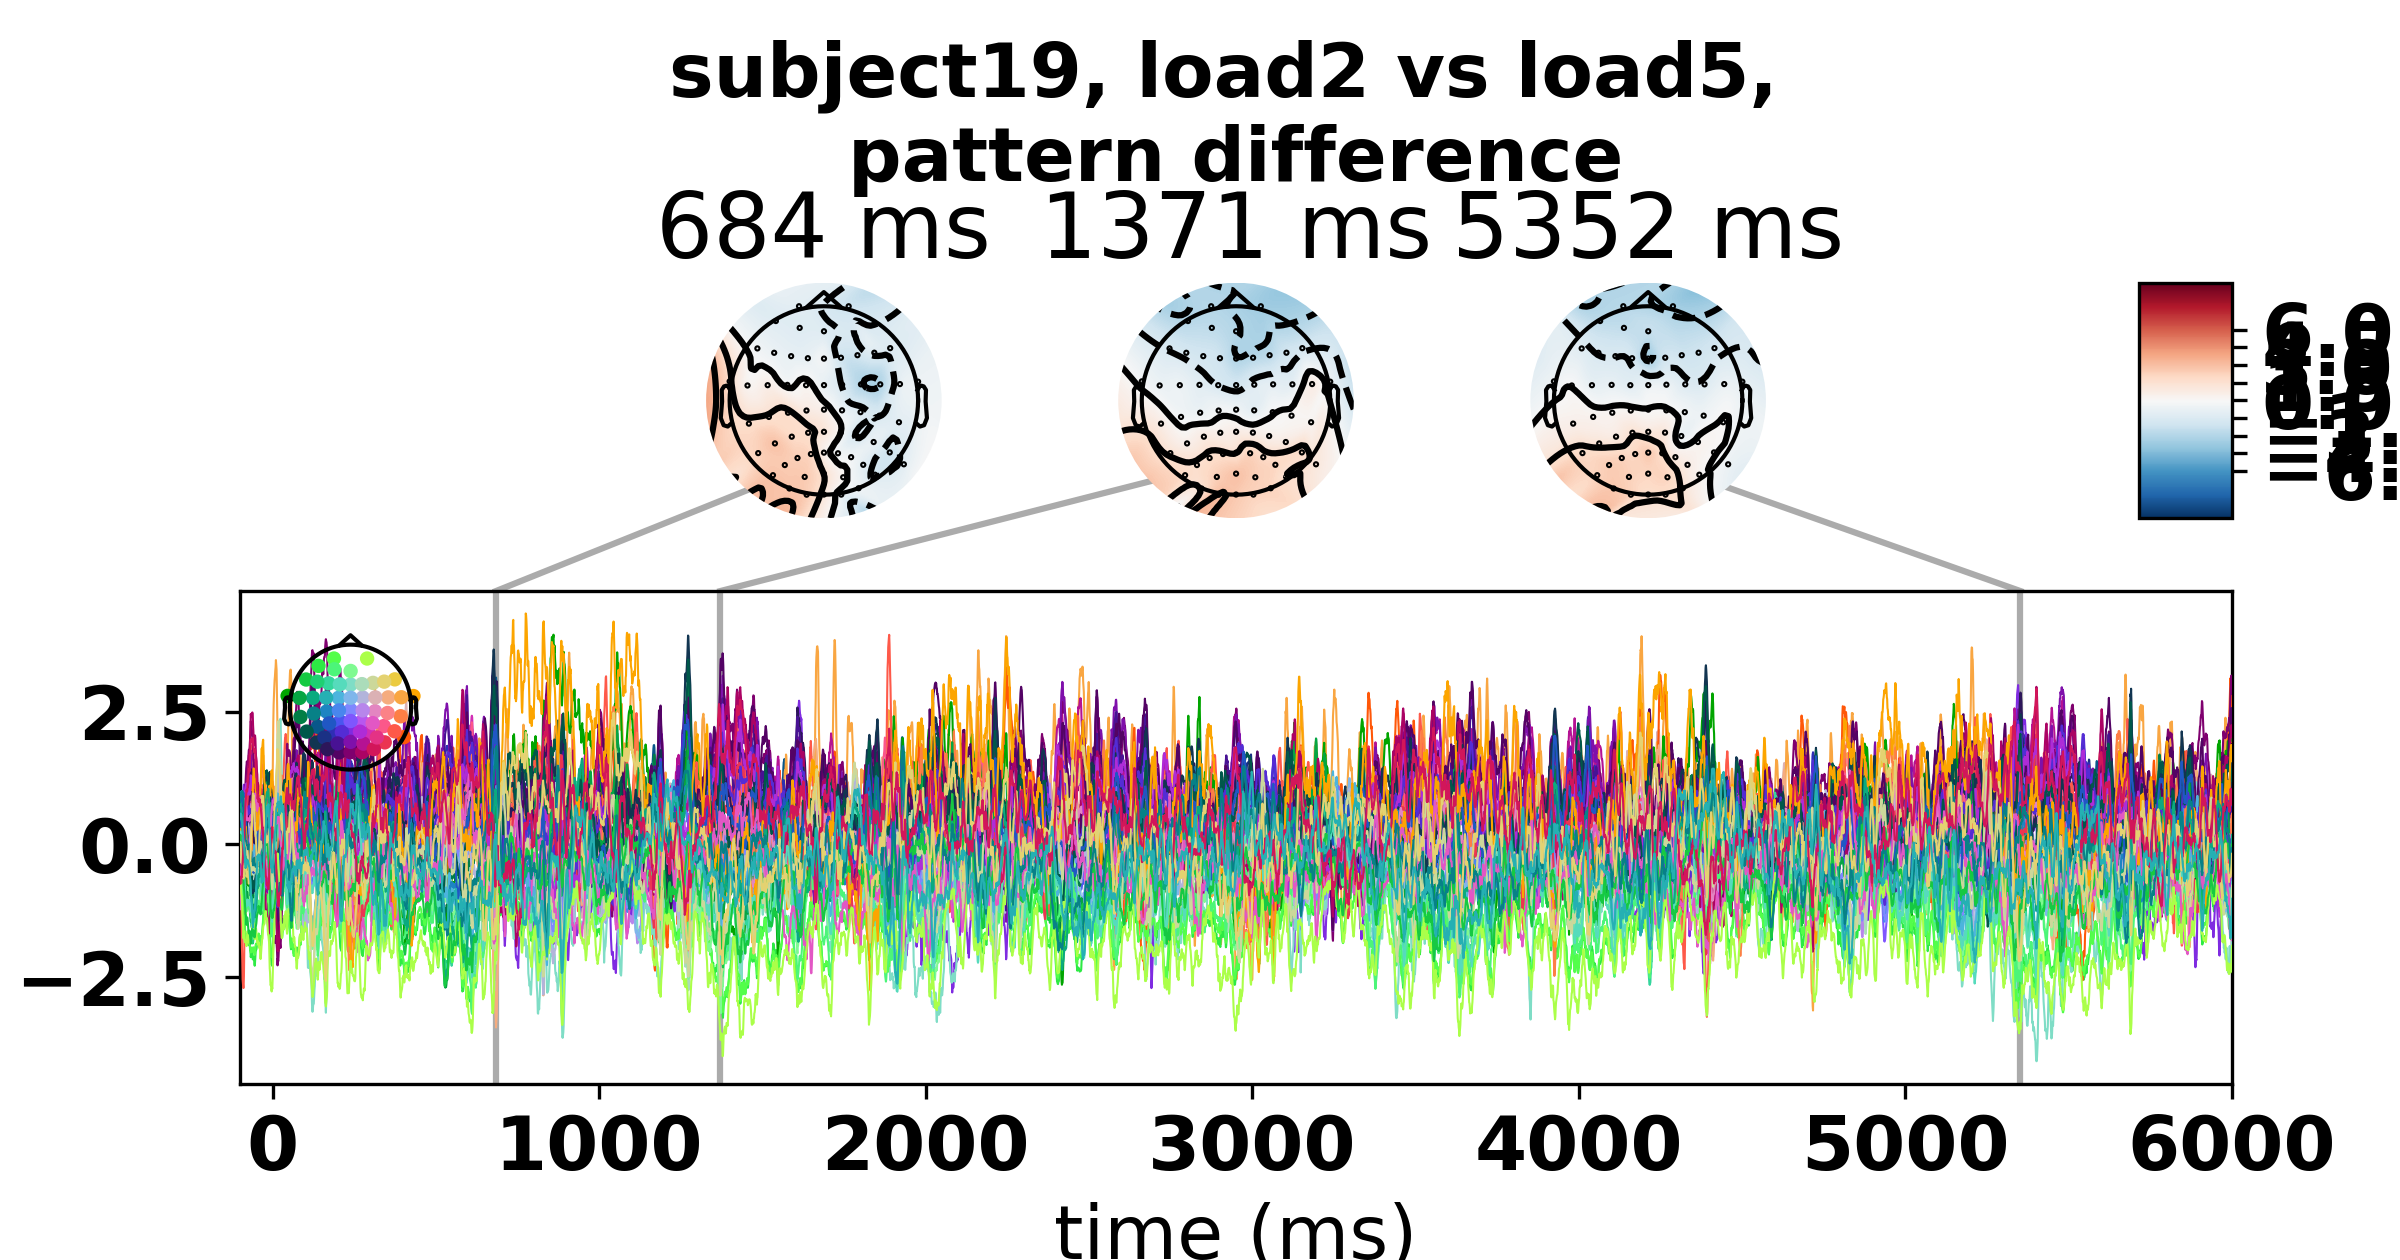 subject19, load2 vs load5,
pattern difference
684 ms 1371 ms 5352 ms
2.5
0.0
−2.5
0 1000 2000 3000 4000 5000 6000
time (ms)